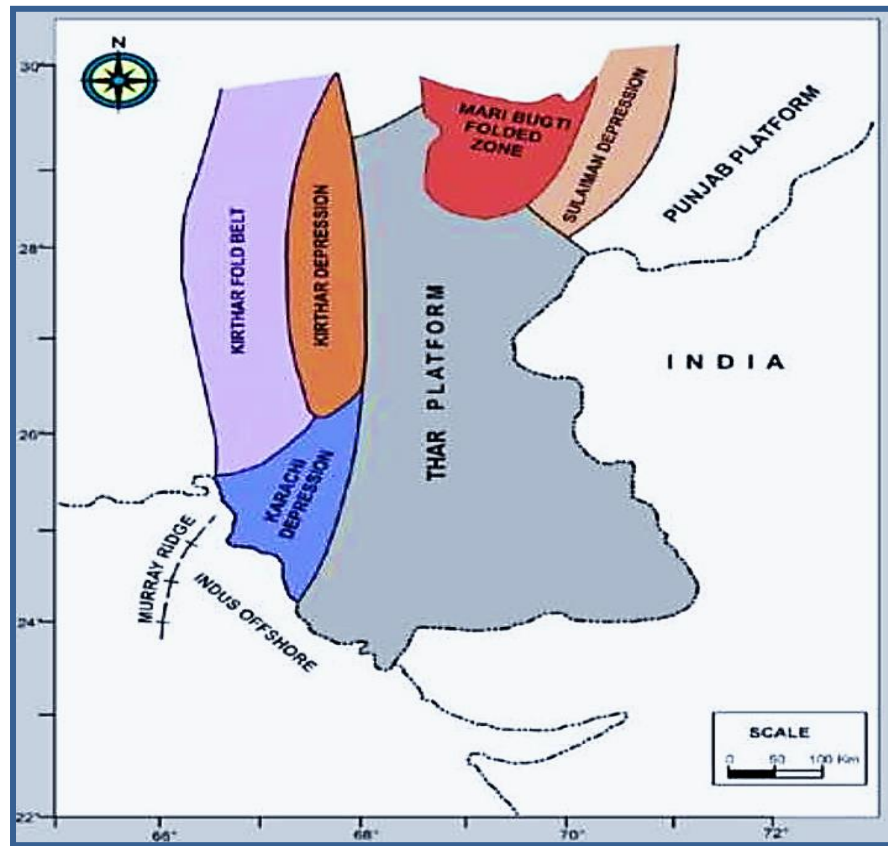 N
30°
28°
26°
24°
22°
66°
68°
70°
72°
MARI BUGTI
FOLDED
ZONE
SULAIMAN DEPRESSION
PUNJAB PLATFORM
KIRTHAR FOLD BELT
KIRTHAR DEPRESSION
THAR PLATFORM
INDIA
KARACHI
DEPRESSION
MURRAY RIDGE
INDUS OFFSHORE
SCALE
0 50 100 Km